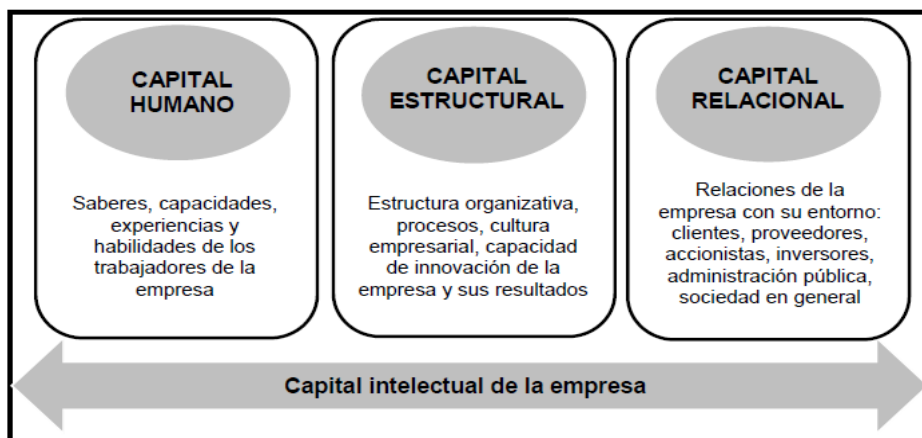 CAPITAL
HUMANO
Saberes, capacidades,
experiencias y
habilidades de los
trabajadores de la
empresa
CAPITAL
ESTRUCTURAL
Estructura organizativa,
procesos, cultura
empresarial, capacidad
de innovación de la
empresa y sus resultados
CAPITAL
RELACIONAL
Relaciones de la
empresa con su entorno:
clientes, proveedores,
accionistas, inversores,
administración pública,
sociedad en general
Capital intelectual de la empresa